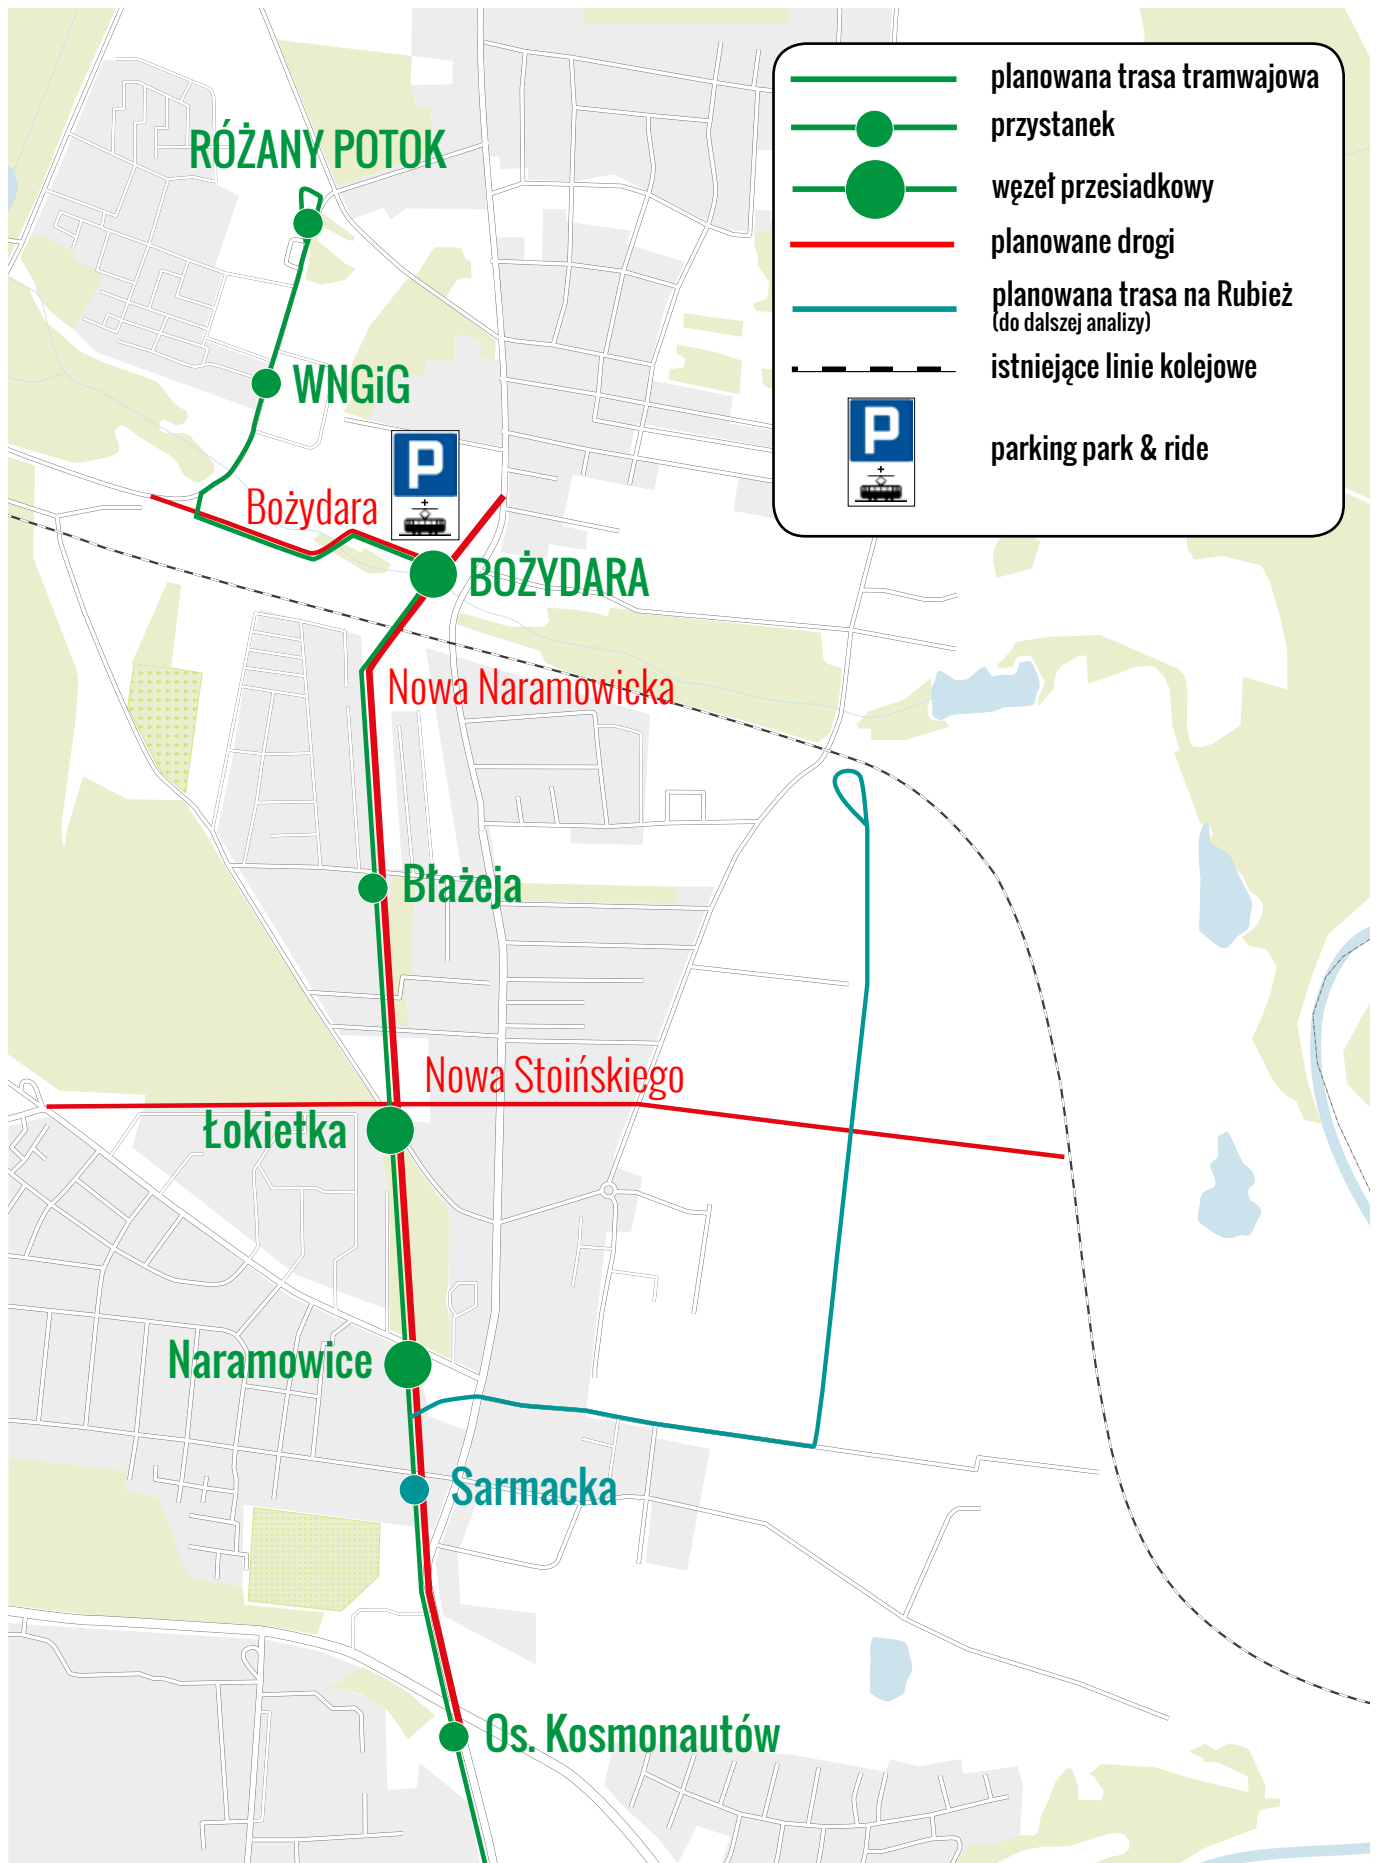 planowana trasa tramwajowa
przystanek
węzeł przesiadkowy
planowane drogi
planowana trasa na Rubież
(do dalszej analizy)
istniejące linie kolejowe
P
+
parking park & ride
RÓŻANY POTOK
WNGiG
P
+
Bożydara
BOŻYDARA
Nowa Naramowicka
Błażeja
Nowa Stoińskiego
Łokietka
Naramowice
Sarmacka
Os. Kosmonautów